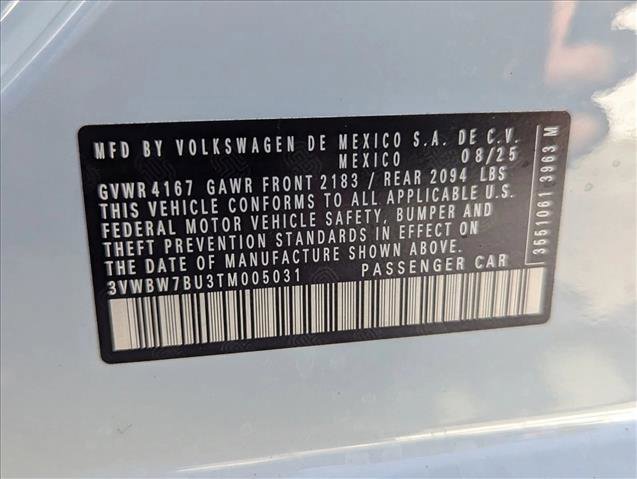 MFD BY VOLKSWAGEN DE MEXICO S.A. DE C.V.
MEXICO 08/25
GVWR 4167 GAWR FRONT 2183 / REAR 2094 LBS
THIS VEHICLE CONFORMS TO ALL APPLICABLE U.S.
FEDERAL MOTOR VEHICLE SAFETY, BUMPER AND
THEFT PREVENTION STANDARDS IN EFFECT ON
THE DATE OF MANUFACTURE SHOWN ABOVE.
3VWBW7BU3TM005031 PASSENGER CAR
3551061 3963 M